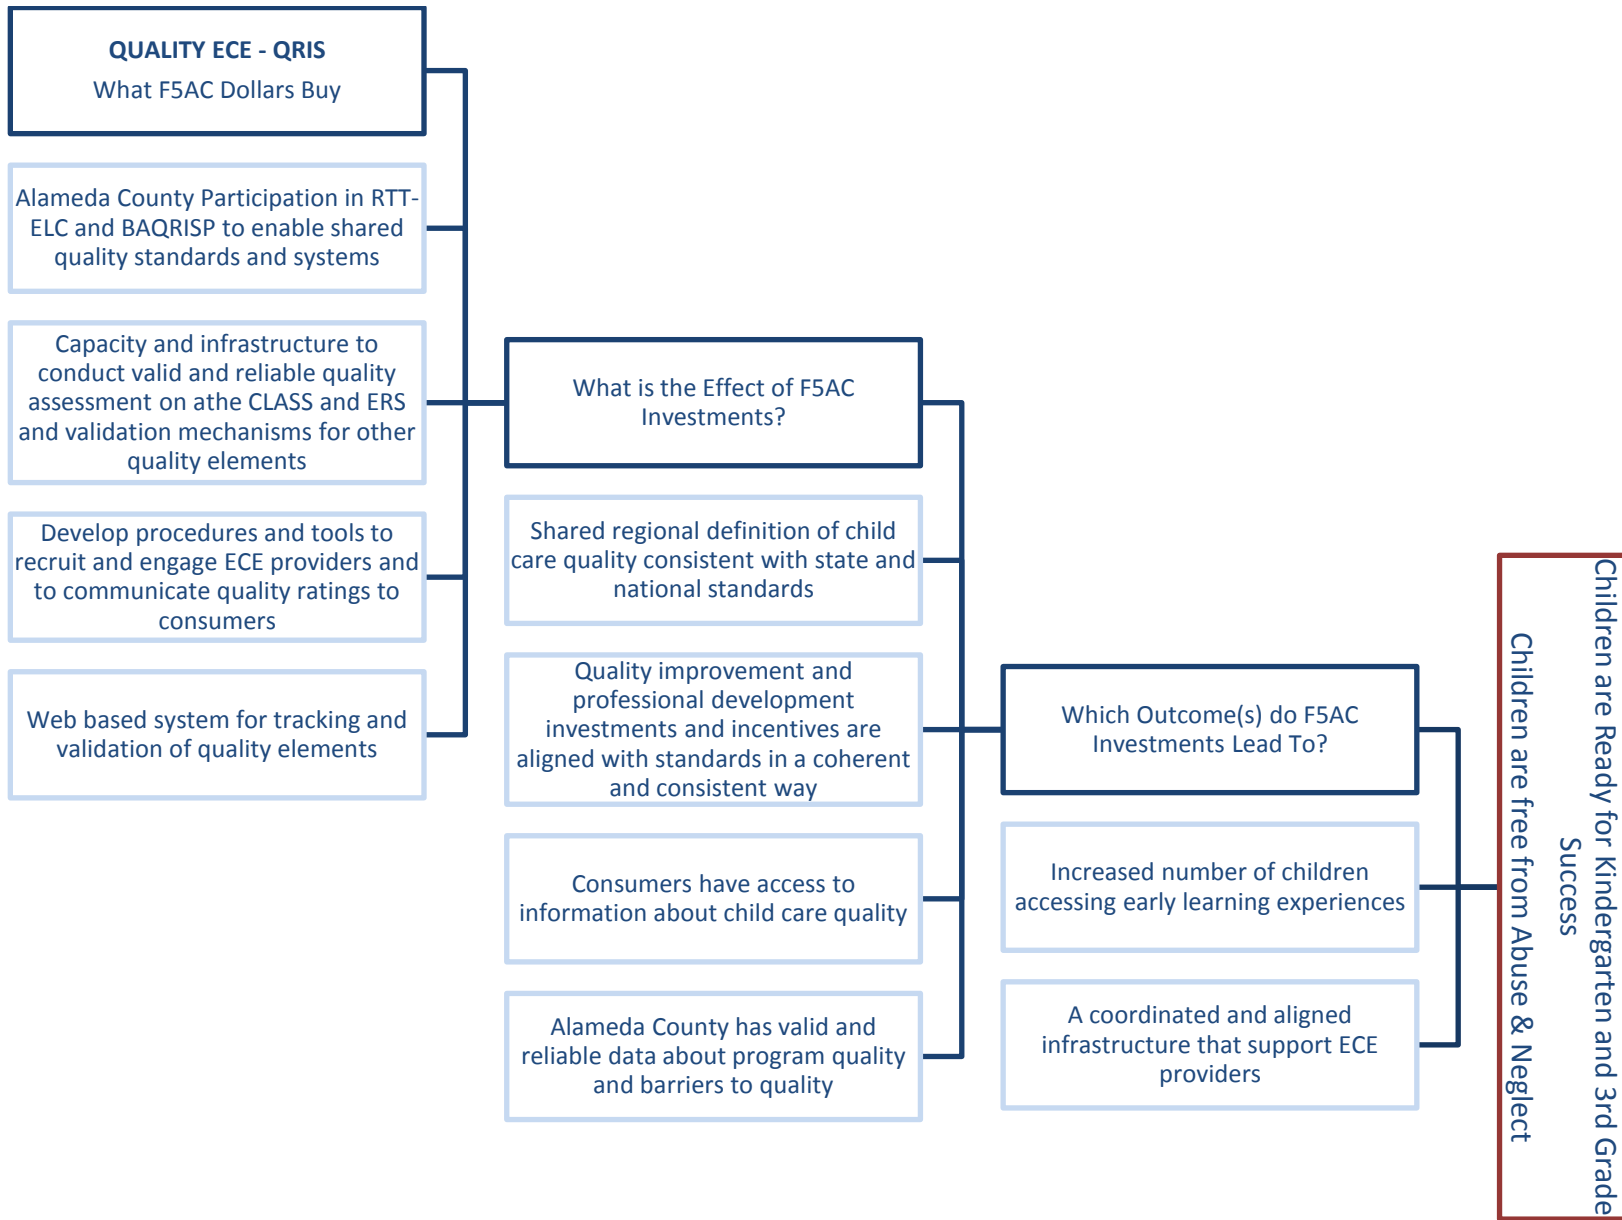 QUALITY ECE - QRIS
What F5AC Dollars Buy
Alameda County Participation in RTT-
ELC and BAQRISP to enable shared
quality standards and systems
Capacity and infrastructure to
conduct valid and reliable quality
assessment on athe CLASS and ERS
and validation mechanisms for other
quality elements
Develop procedures and tools to
recruit and engage ECE providers and
to communicate quality ratings to
consumers
Web based system for tracking and
validation of quality elements
What is the Effect of F5AC
Investments?
Shared regional definition of child
care quality consistent with state and
national standards
Quality improvement and
professional development
investments and incentives are
aligned with standards in a coherent
and consistent way
Consumers have access to
information about child care quality
Alameda County has valid and
reliable data about program quality
and barriers to quality
Which Outcome(s) do F5AC
Investments Lead To?
Increased number of children
accessing early learning experiences
A coordinated and aligned
infrastructure that support ECE
providers
Children are Ready for Kindergarten and 3rd Grade
Success
Children are free from Abuse & Neglect